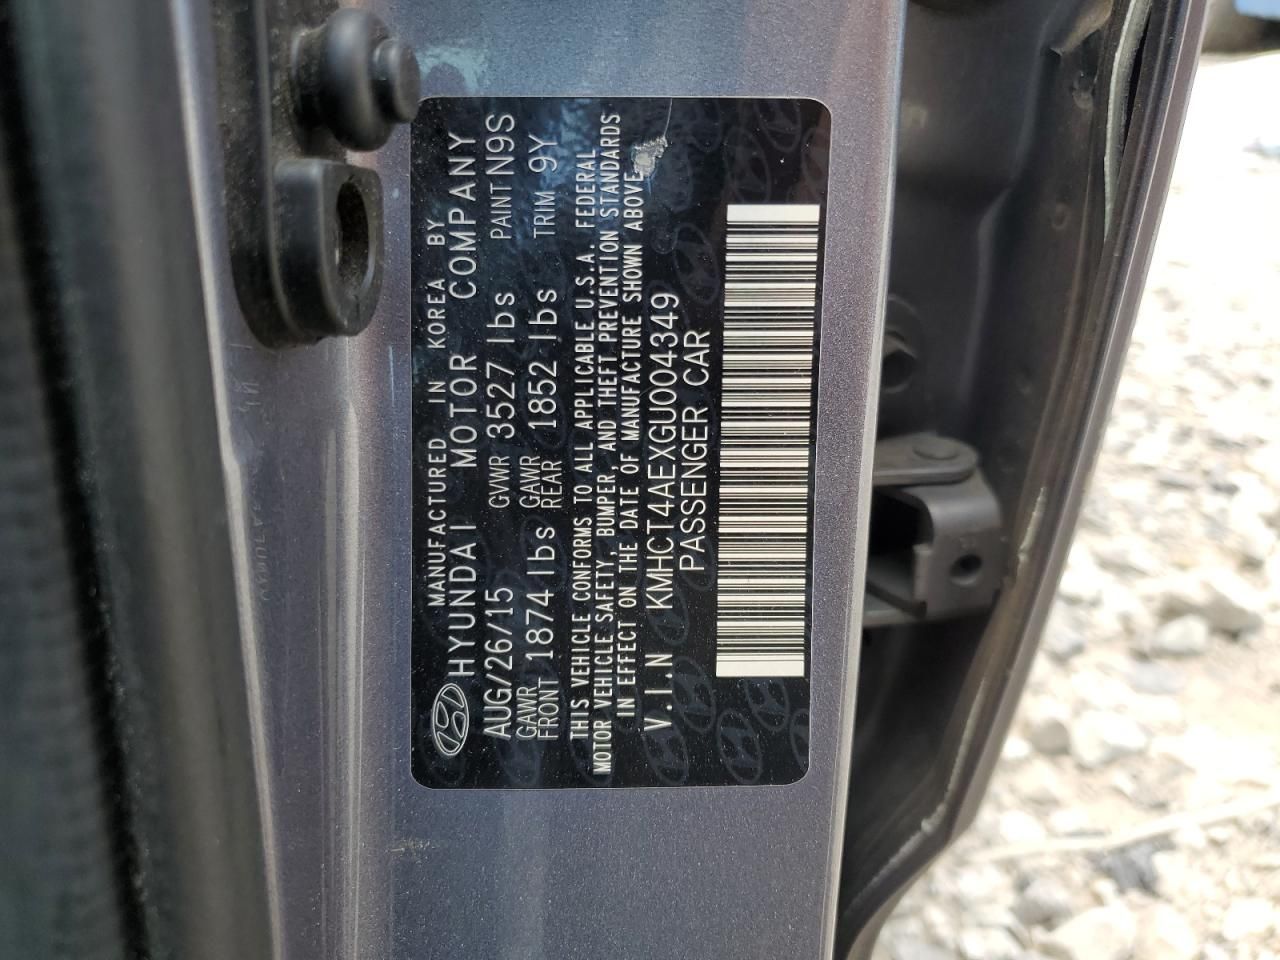 MANUFACTURED IN KOREA BY
HYUNDAI MOTOR COMPANY
AUG/26/15 GVWR 3527 lbs PAINT N9S
GAWR FRONT 1874 lbs GAWR REAR 1852 lbs TRIM 9Y
THIS VEHICLE CONFORMS TO ALL APPLICABLE U.S.A. FEDERAL
MOTOR VEHICLE SAFETY, BUMPER, AND THEFT PREVENTION STANDARDS
IN EFFECT ON THE DATE OF MANUFACTURE SHOWN ABOVE.
V.I.N KMHCT4AEXGU004349
PASSENGER CAR